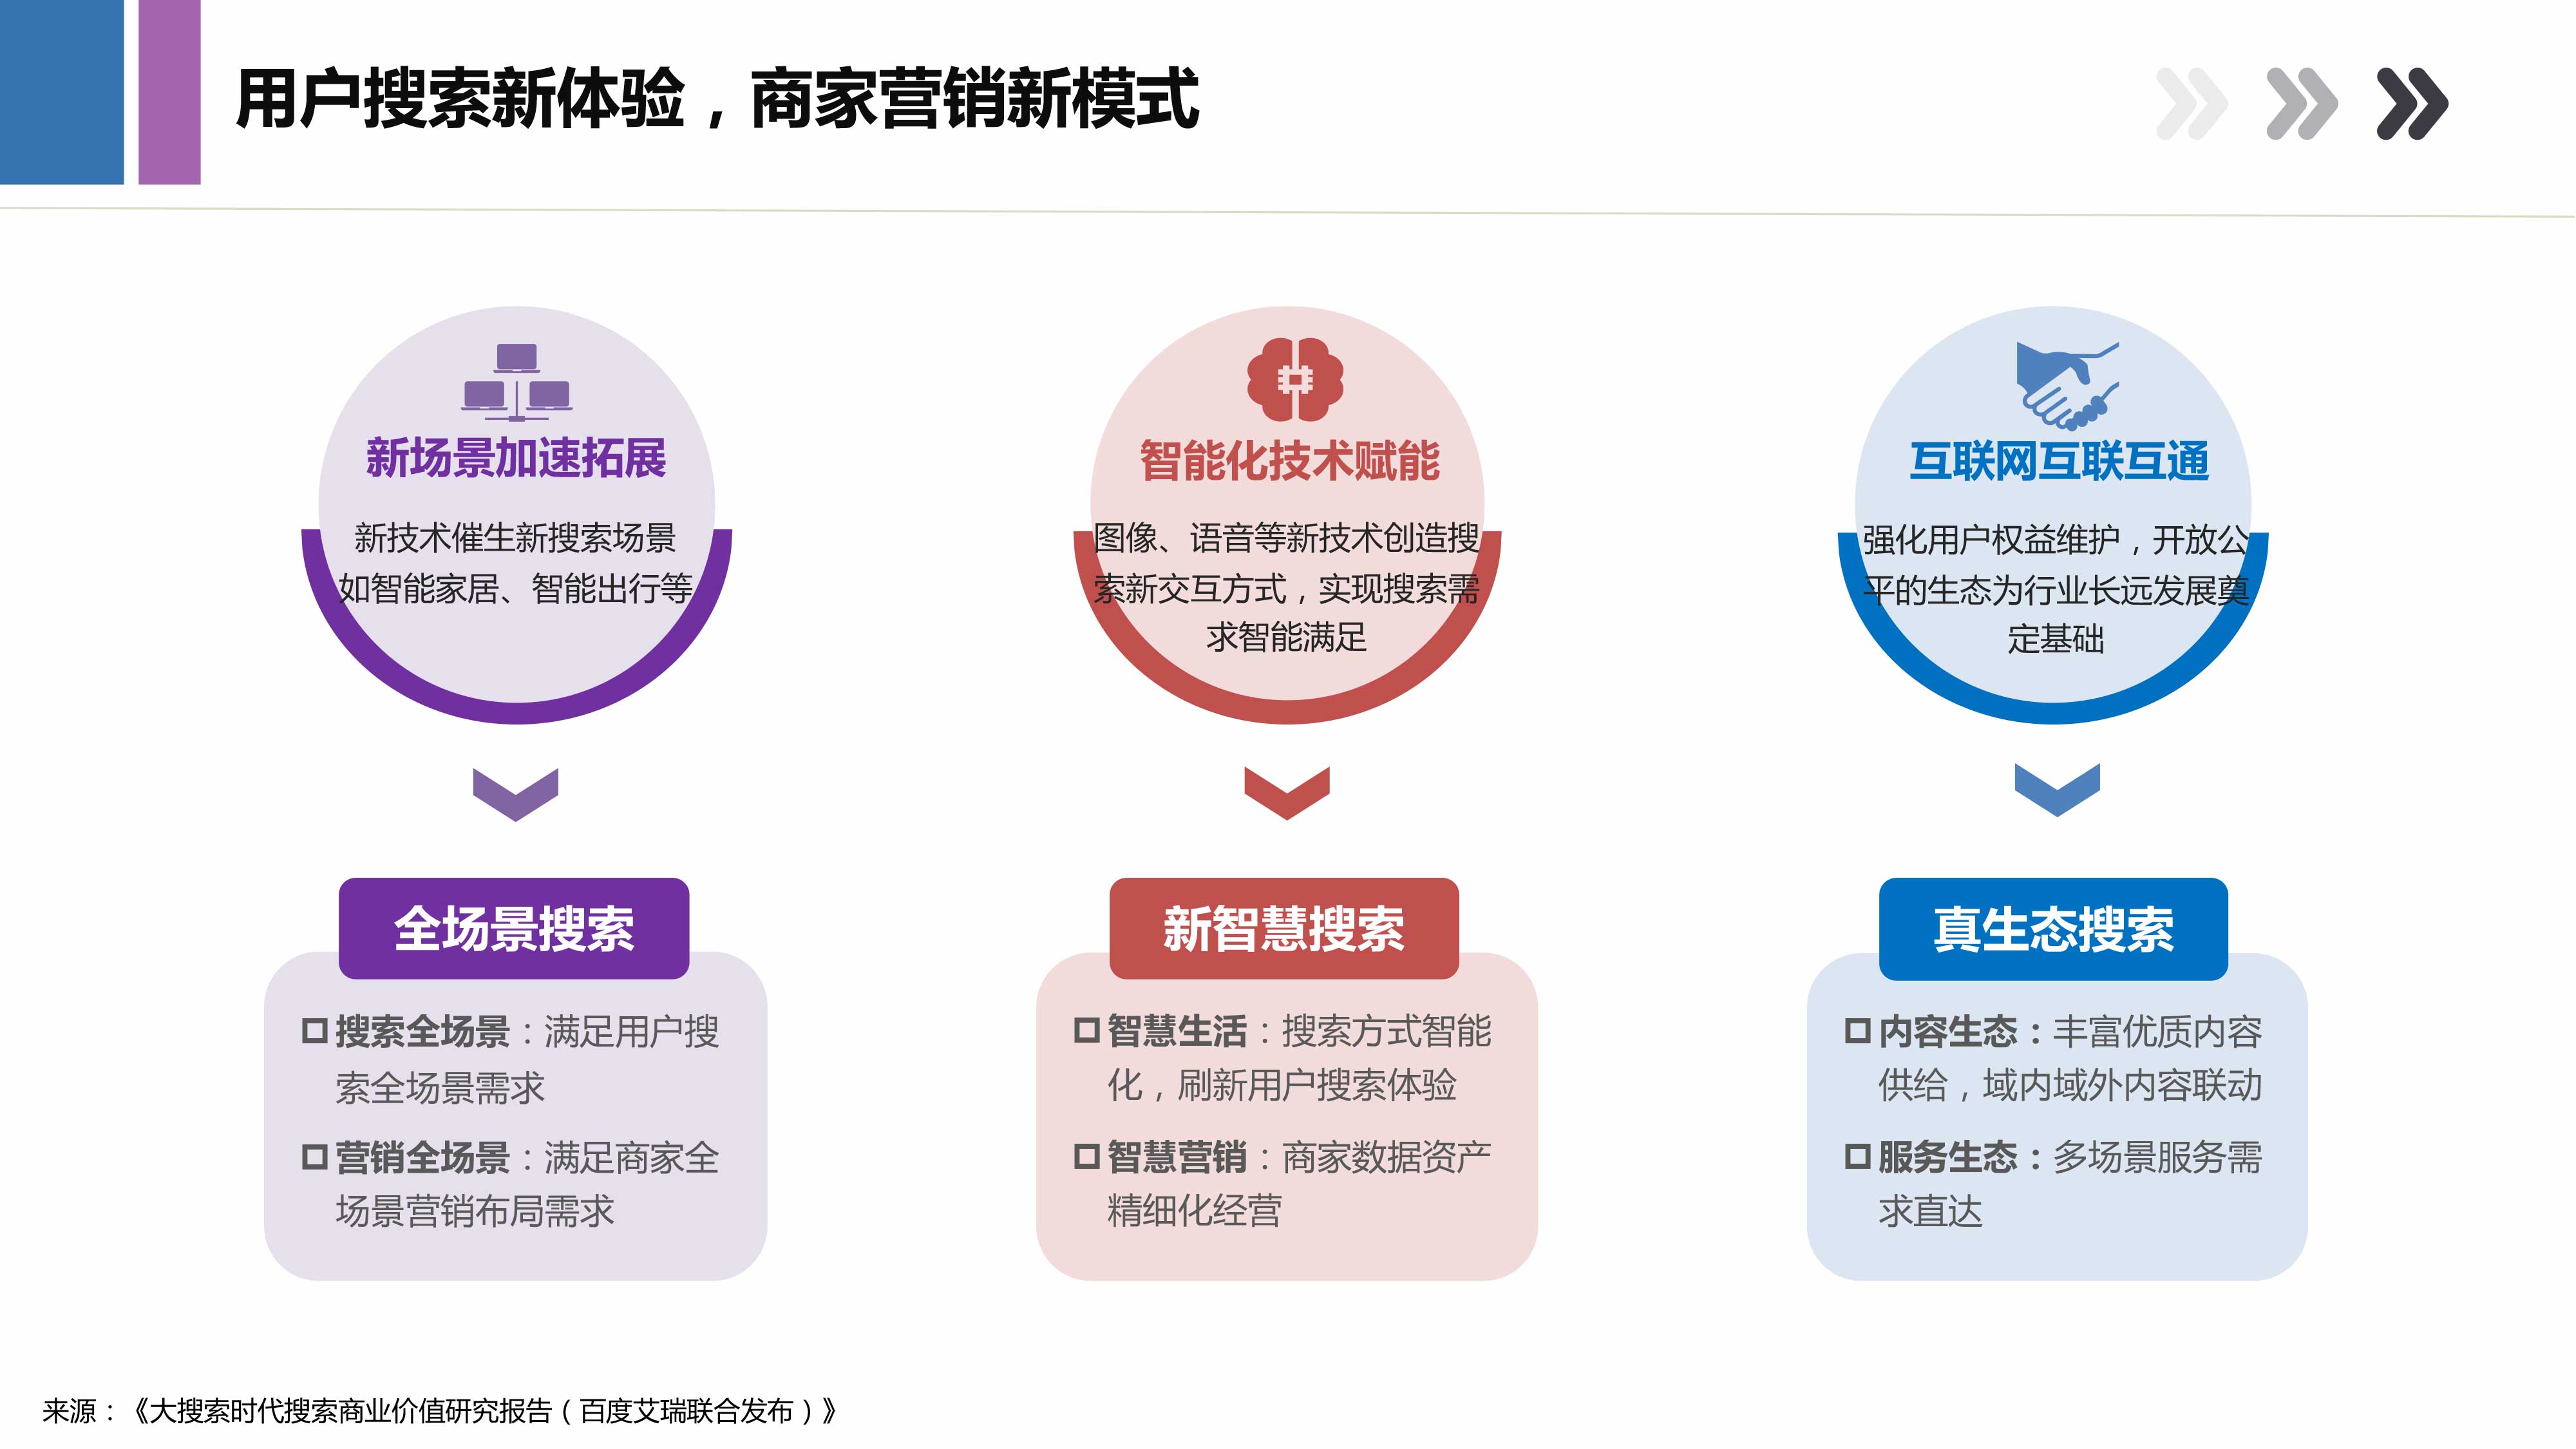 用户搜索新体验，商家营销新模式
新场景加速拓展
新技术催生新搜索场景
如智能家居、智能出行等
智能化技术赋能
图像、语音等新技术创造搜
索新交互方式，实现搜索需
求智能满足
互联网互联互通
强化用户权益维护，开放公
平的生态为行业长远发展奠
定基础
全场景搜索
搜索全场景：满足用户搜
索全场景需求
营销全场景：满足商家全
场景营销布局需求
新智慧搜索
智慧生活：搜索方式智能
化，刷新用户搜索体验
智慧营销：商家数据资产
精细化经营
真生态搜索
内容生态：丰富优质内容
供给，域内域外内容联动
服务生态：多场景服务需
求直达
来源：《大搜索时代搜索商业价值研究报告（百度艾瑞联合发布）》